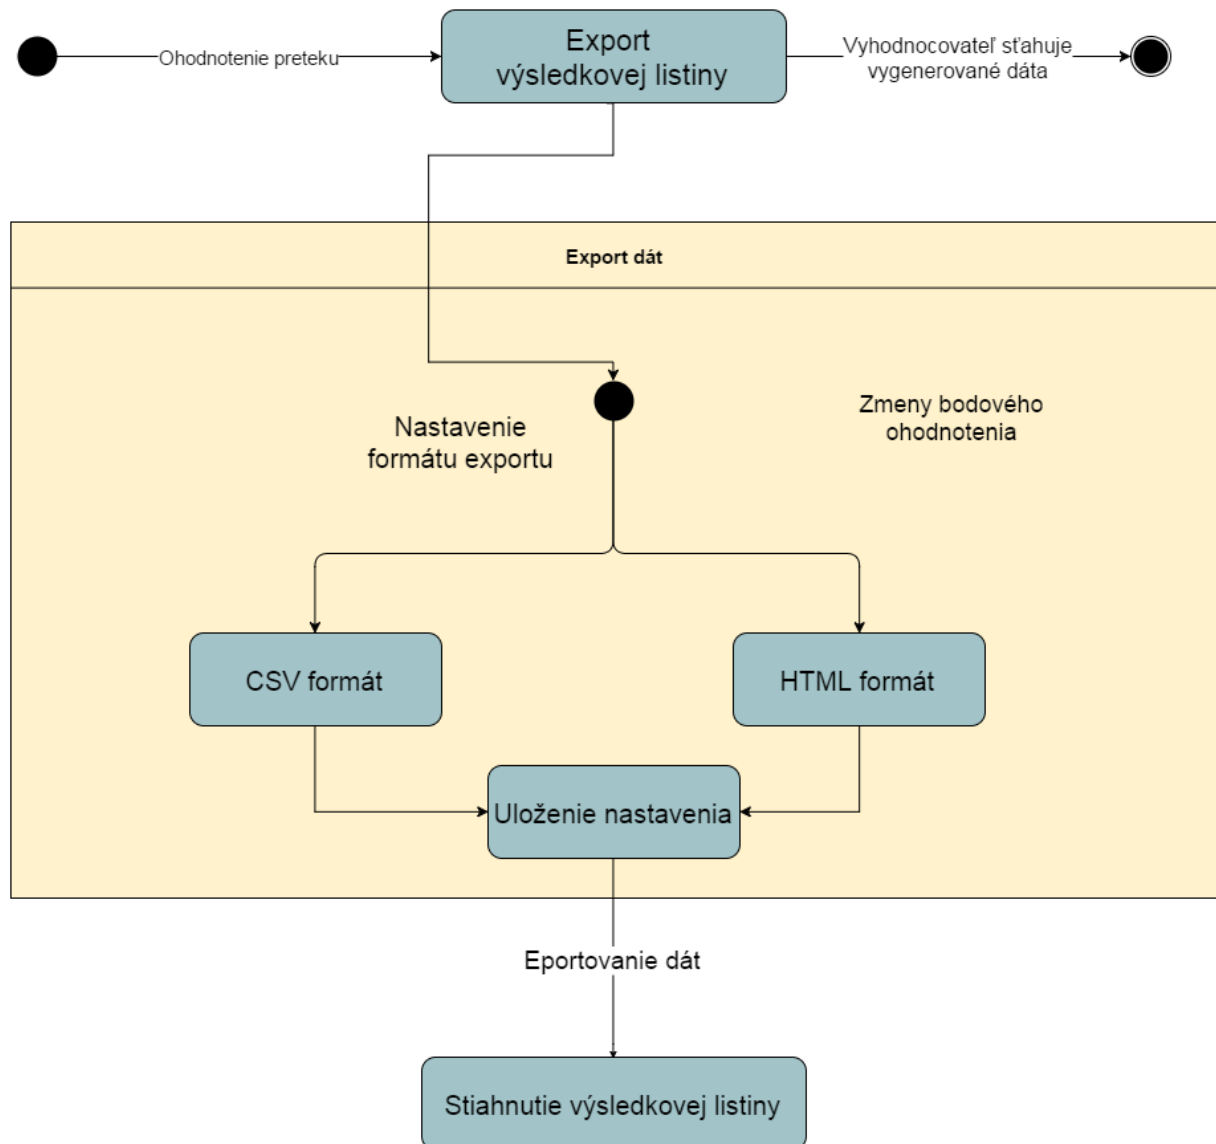 Ohodnotenie preteku
Export
výsledkovej listiny
Vyhodnocovateľ sťahuje
vygenerované dáta
Export dát
Nastavenie
formátu exportu
Zmeny bodového
ohodnotenia
CSV formát
HTML formát
Uloženie nastavenia
Eportovanie dát
Stiahnutie výsledkovej listiny